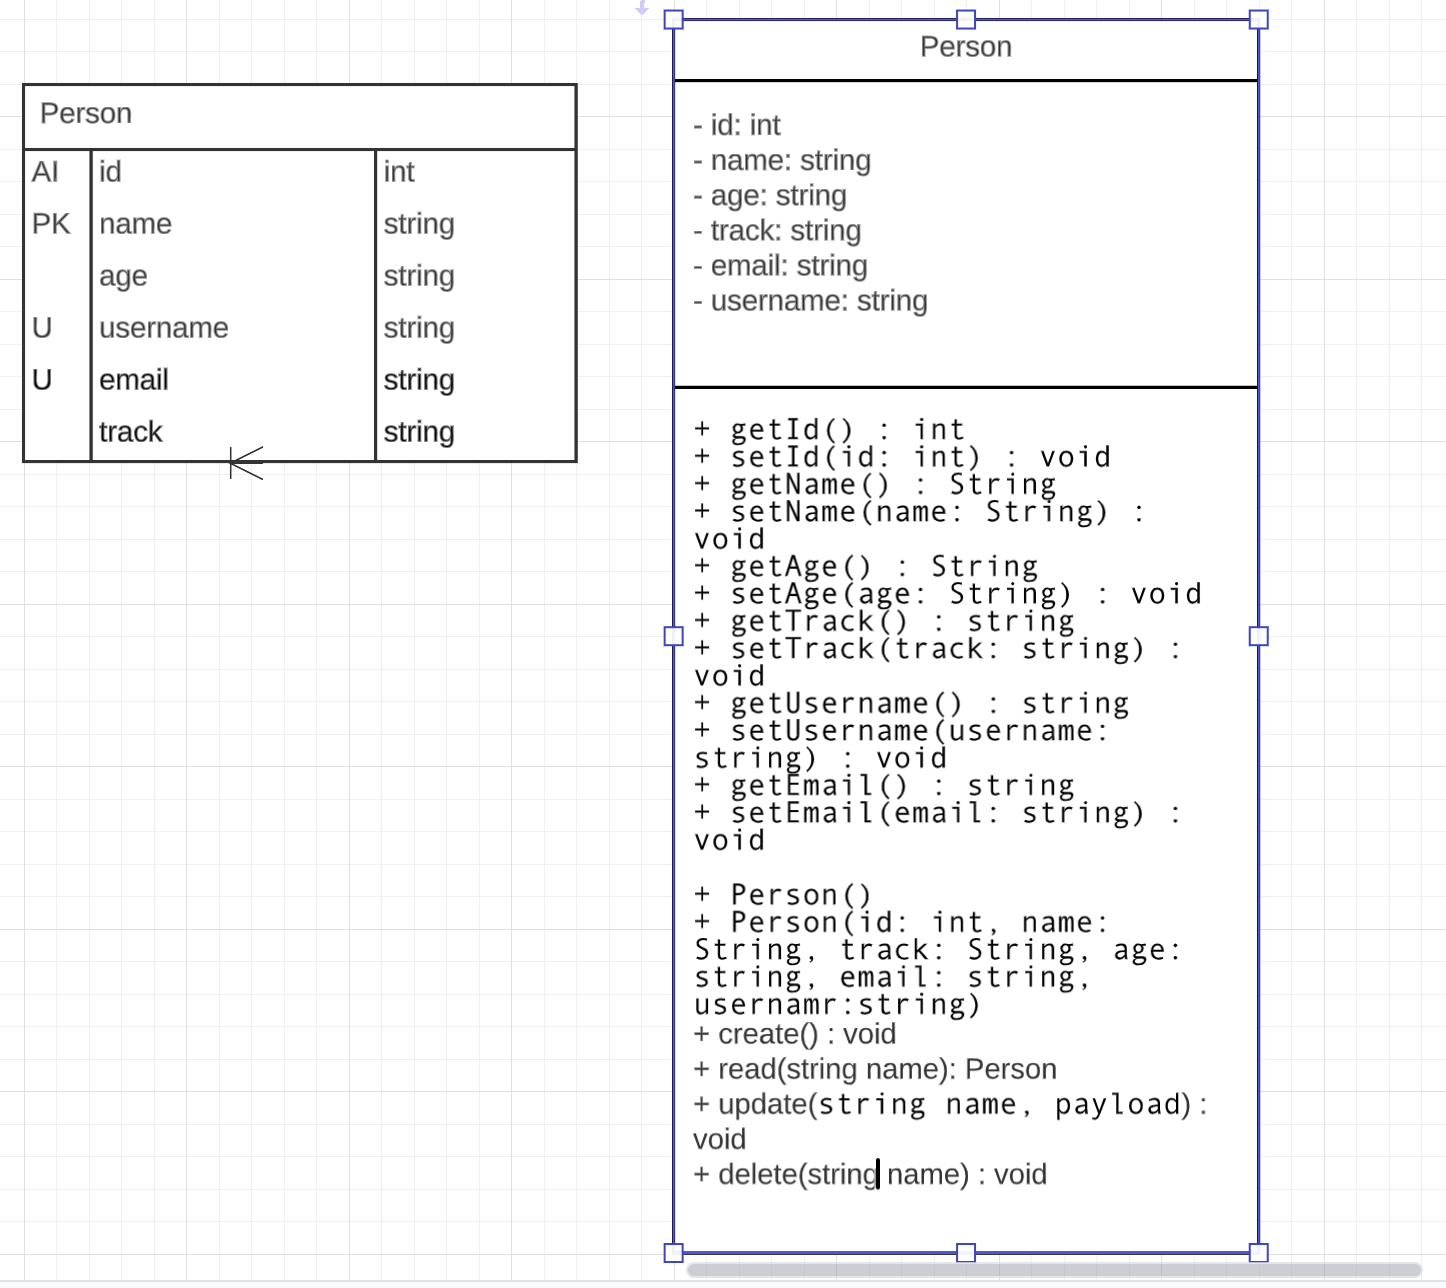 Person
AI id int
PK name string
age string
U username string
U email string
track string
Person
- id: int
- name: string
- age: string
- track: string
- email: string
- username: string
+ getId() : int
+ setId(id: int) : void
+ getName() : String
+ setName(name: String) :
void
+ getAge() : String
+ setAge(age: String) : void
+ getTrack() : string
+ setTrack(track: string) :
void
+ getUsername() : string
+ setUsername(username:
string) : void
+ getEmail() : string
+ setEmail(email: string) :
void
+ Person()
+ Person(id: int, name:
String, track: String, age:
string, email: string,
usernamr:string)
+ create() : void
+ read(string name): Person
+ update(string name, payload) :
void
+ delete(string name) : void